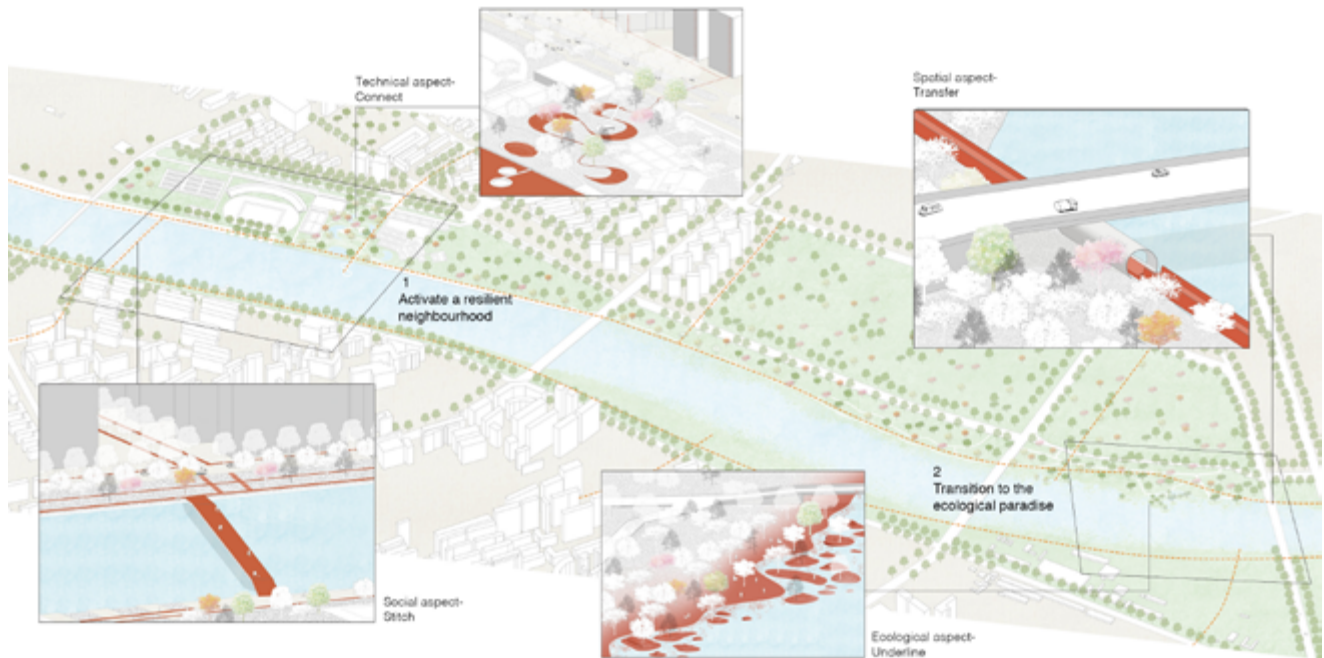 Technical aspect-
Connect
Spatial aspect-
Transfer
1
Activate a resilient
neighbourhood
2
Transition to the
ecological paradise
Social aspect-
Stitch
Ecological aspect-
Underline